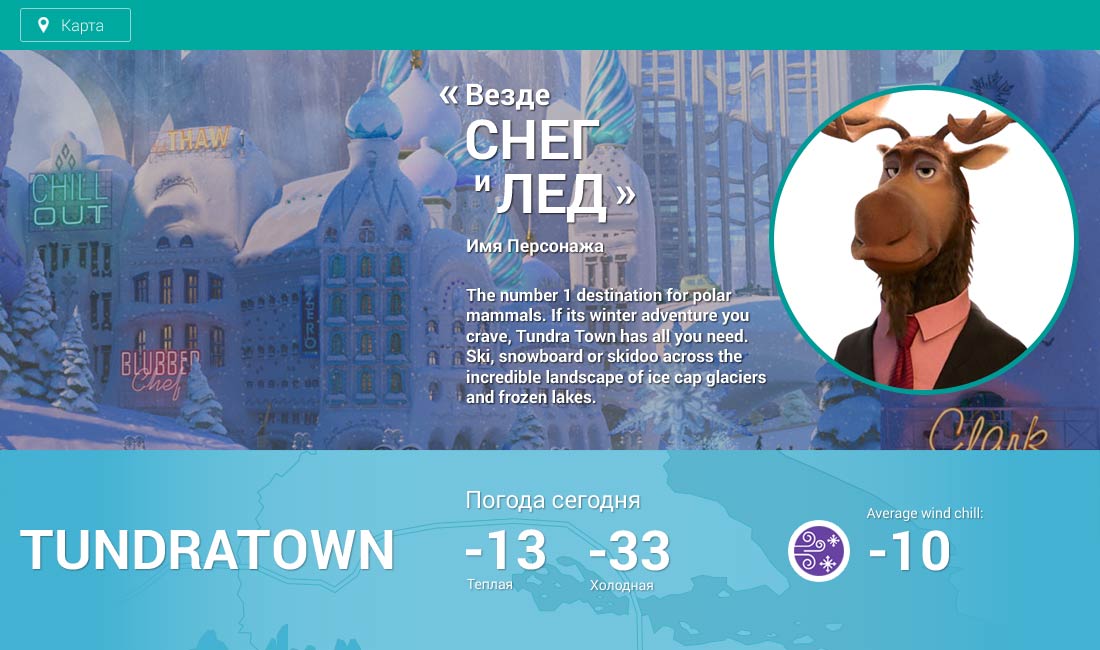 Карта
« Везде
СНЕГ
и ЛЕД »
Имя Персонажа
The number 1 destination for polar
mammals. If its winter adventure you
crave, Tundra Town has all you need.
Ski, snowboard or skidoo across the
incredible landscape of ice cap glaciers
and frozen lakes.
THAW
CHILL
OUT
BLUBBER
Chef
Clark
Погода сегодня
TUNDRATOWN
-13
-33
Теплая
Холодная
Average wind chill:
-10